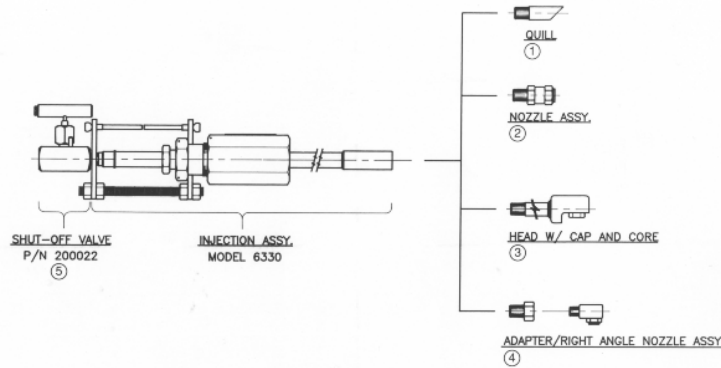 QUILL
1
NOZZLE ASSY.
2
SHUT-OFF VALVE
P/N 200022
5
INJECTION ASSY.
MODEL 6330
HEAD W/ CAP AND CORE
3
ADAPTER/RIGHT ANGLE NOZZLE ASSY
4